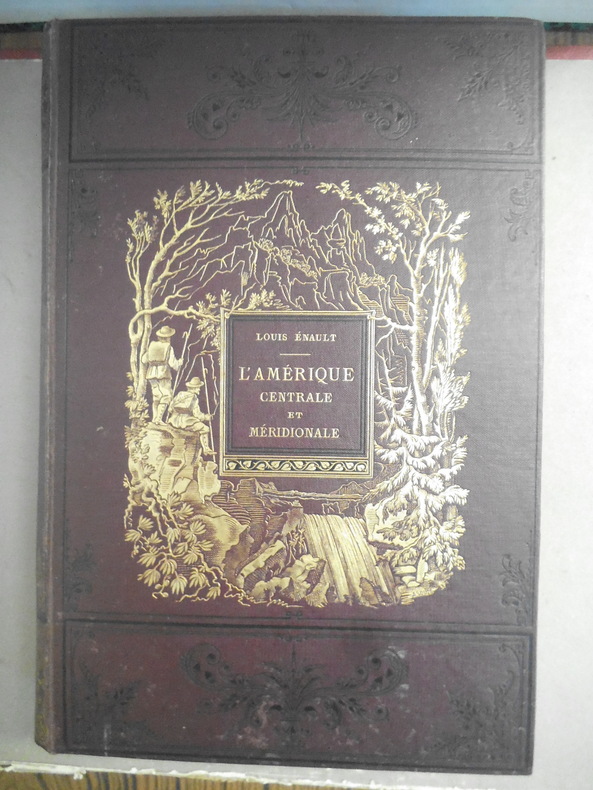 LOUIS ÉNAULT
L'AMÉRIQUE
CENTRALE
ET
MÉRIDIONALE